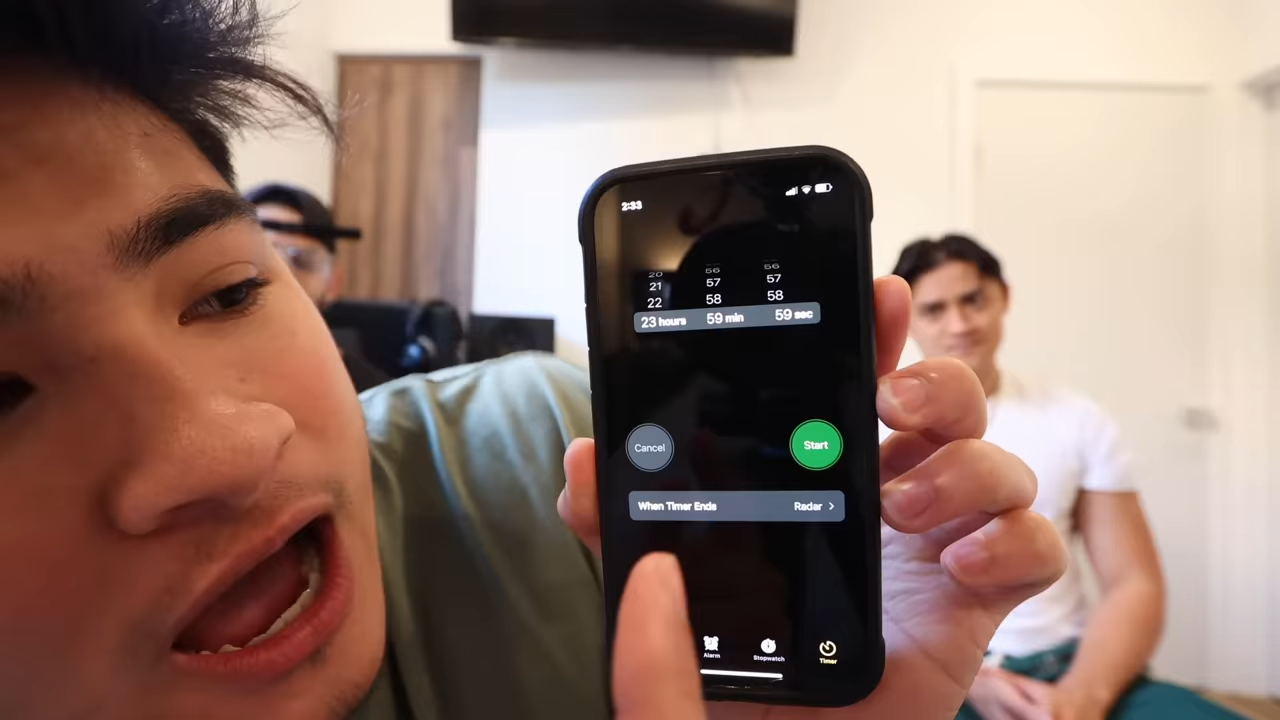 2:33
20 56 56
21 57 57
22 58 58
23 hours 59 min 59 sec
Cancel Start
When Timer Ends Radar
Alarm Stopwatch Timer